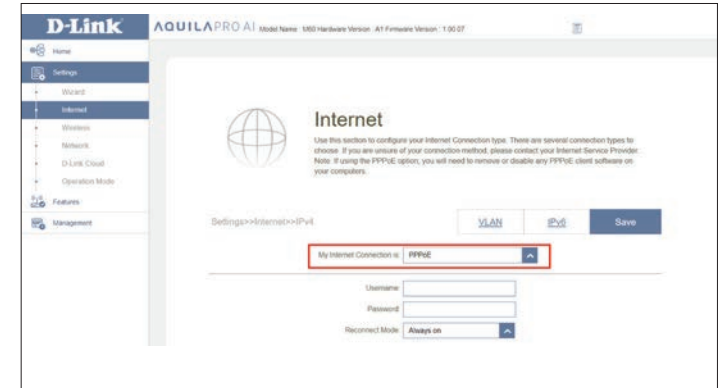 D-Link
AQUILA PRO AI Model Name : M60 Hardware Version : A1 Firmware Version : 1.00.07
Home
Settings
Wizard
Internet
Wireless
Network
D-Link Cloud
Operation Mode
Features
Management
Internet
Use this section to configure your Internet Connection type. There are several connection types to
choose. If you are unsure of your connection method, please contact your Internet Service Provider.
Note: If using the PPPoE option, you will need to remove or disable any PPPoE client software on
your computers.
Settings>>Internet>>IPv4
VLAN
IPv6
Save
My Internet Connection is: PPPoE
Username:
Password:
Reconnect Mode: Always on